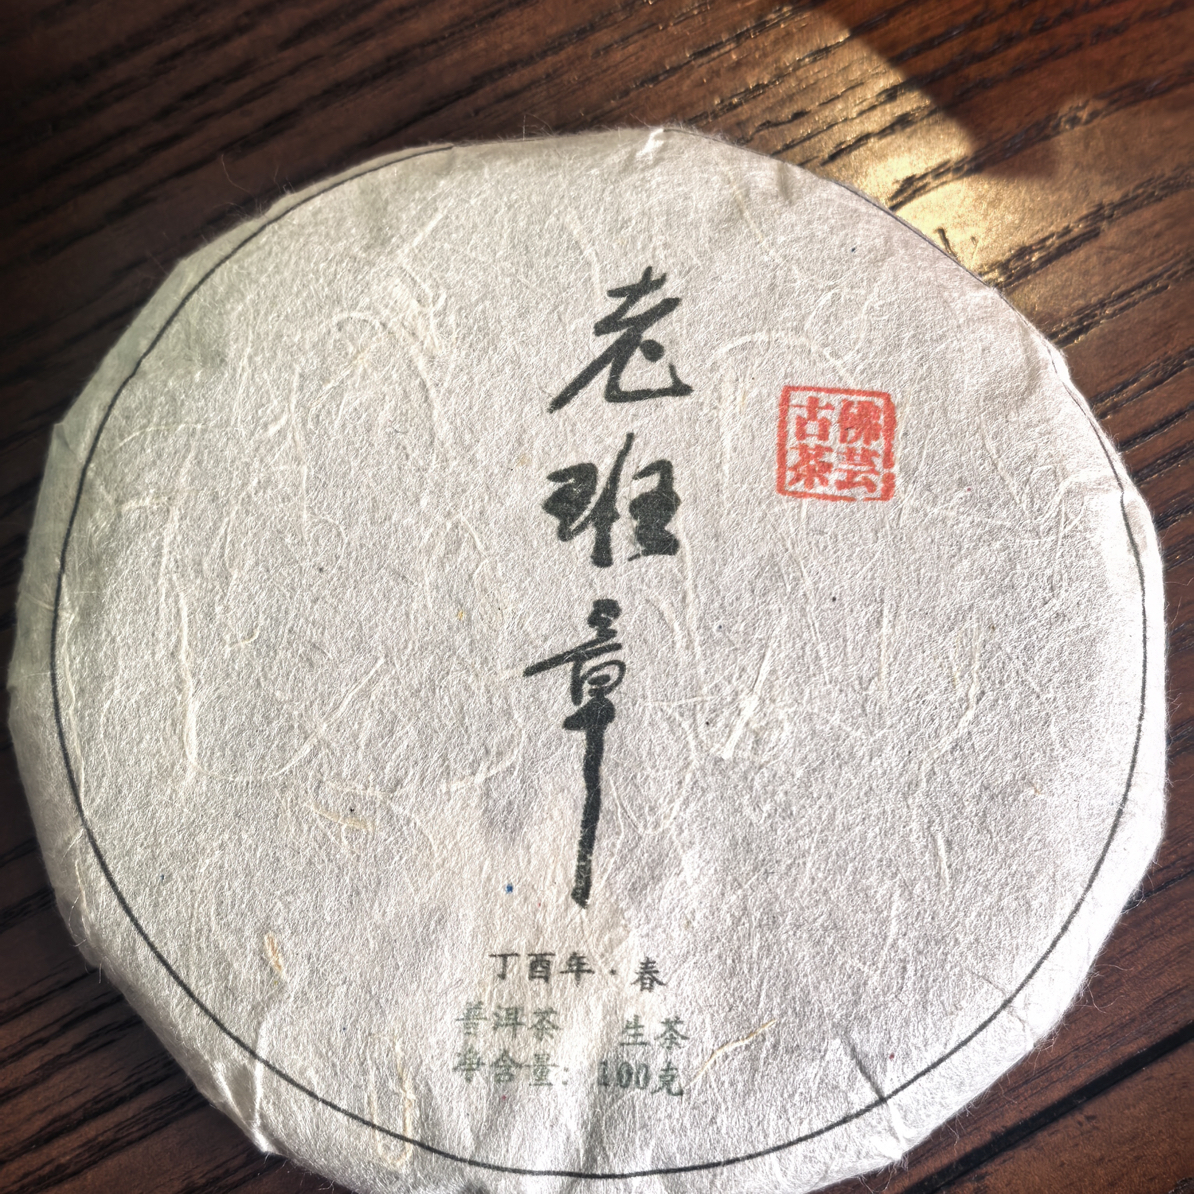 老班章
佛芸
古茶
丁酉年·春
普洱茶 生茶
净含量：100克